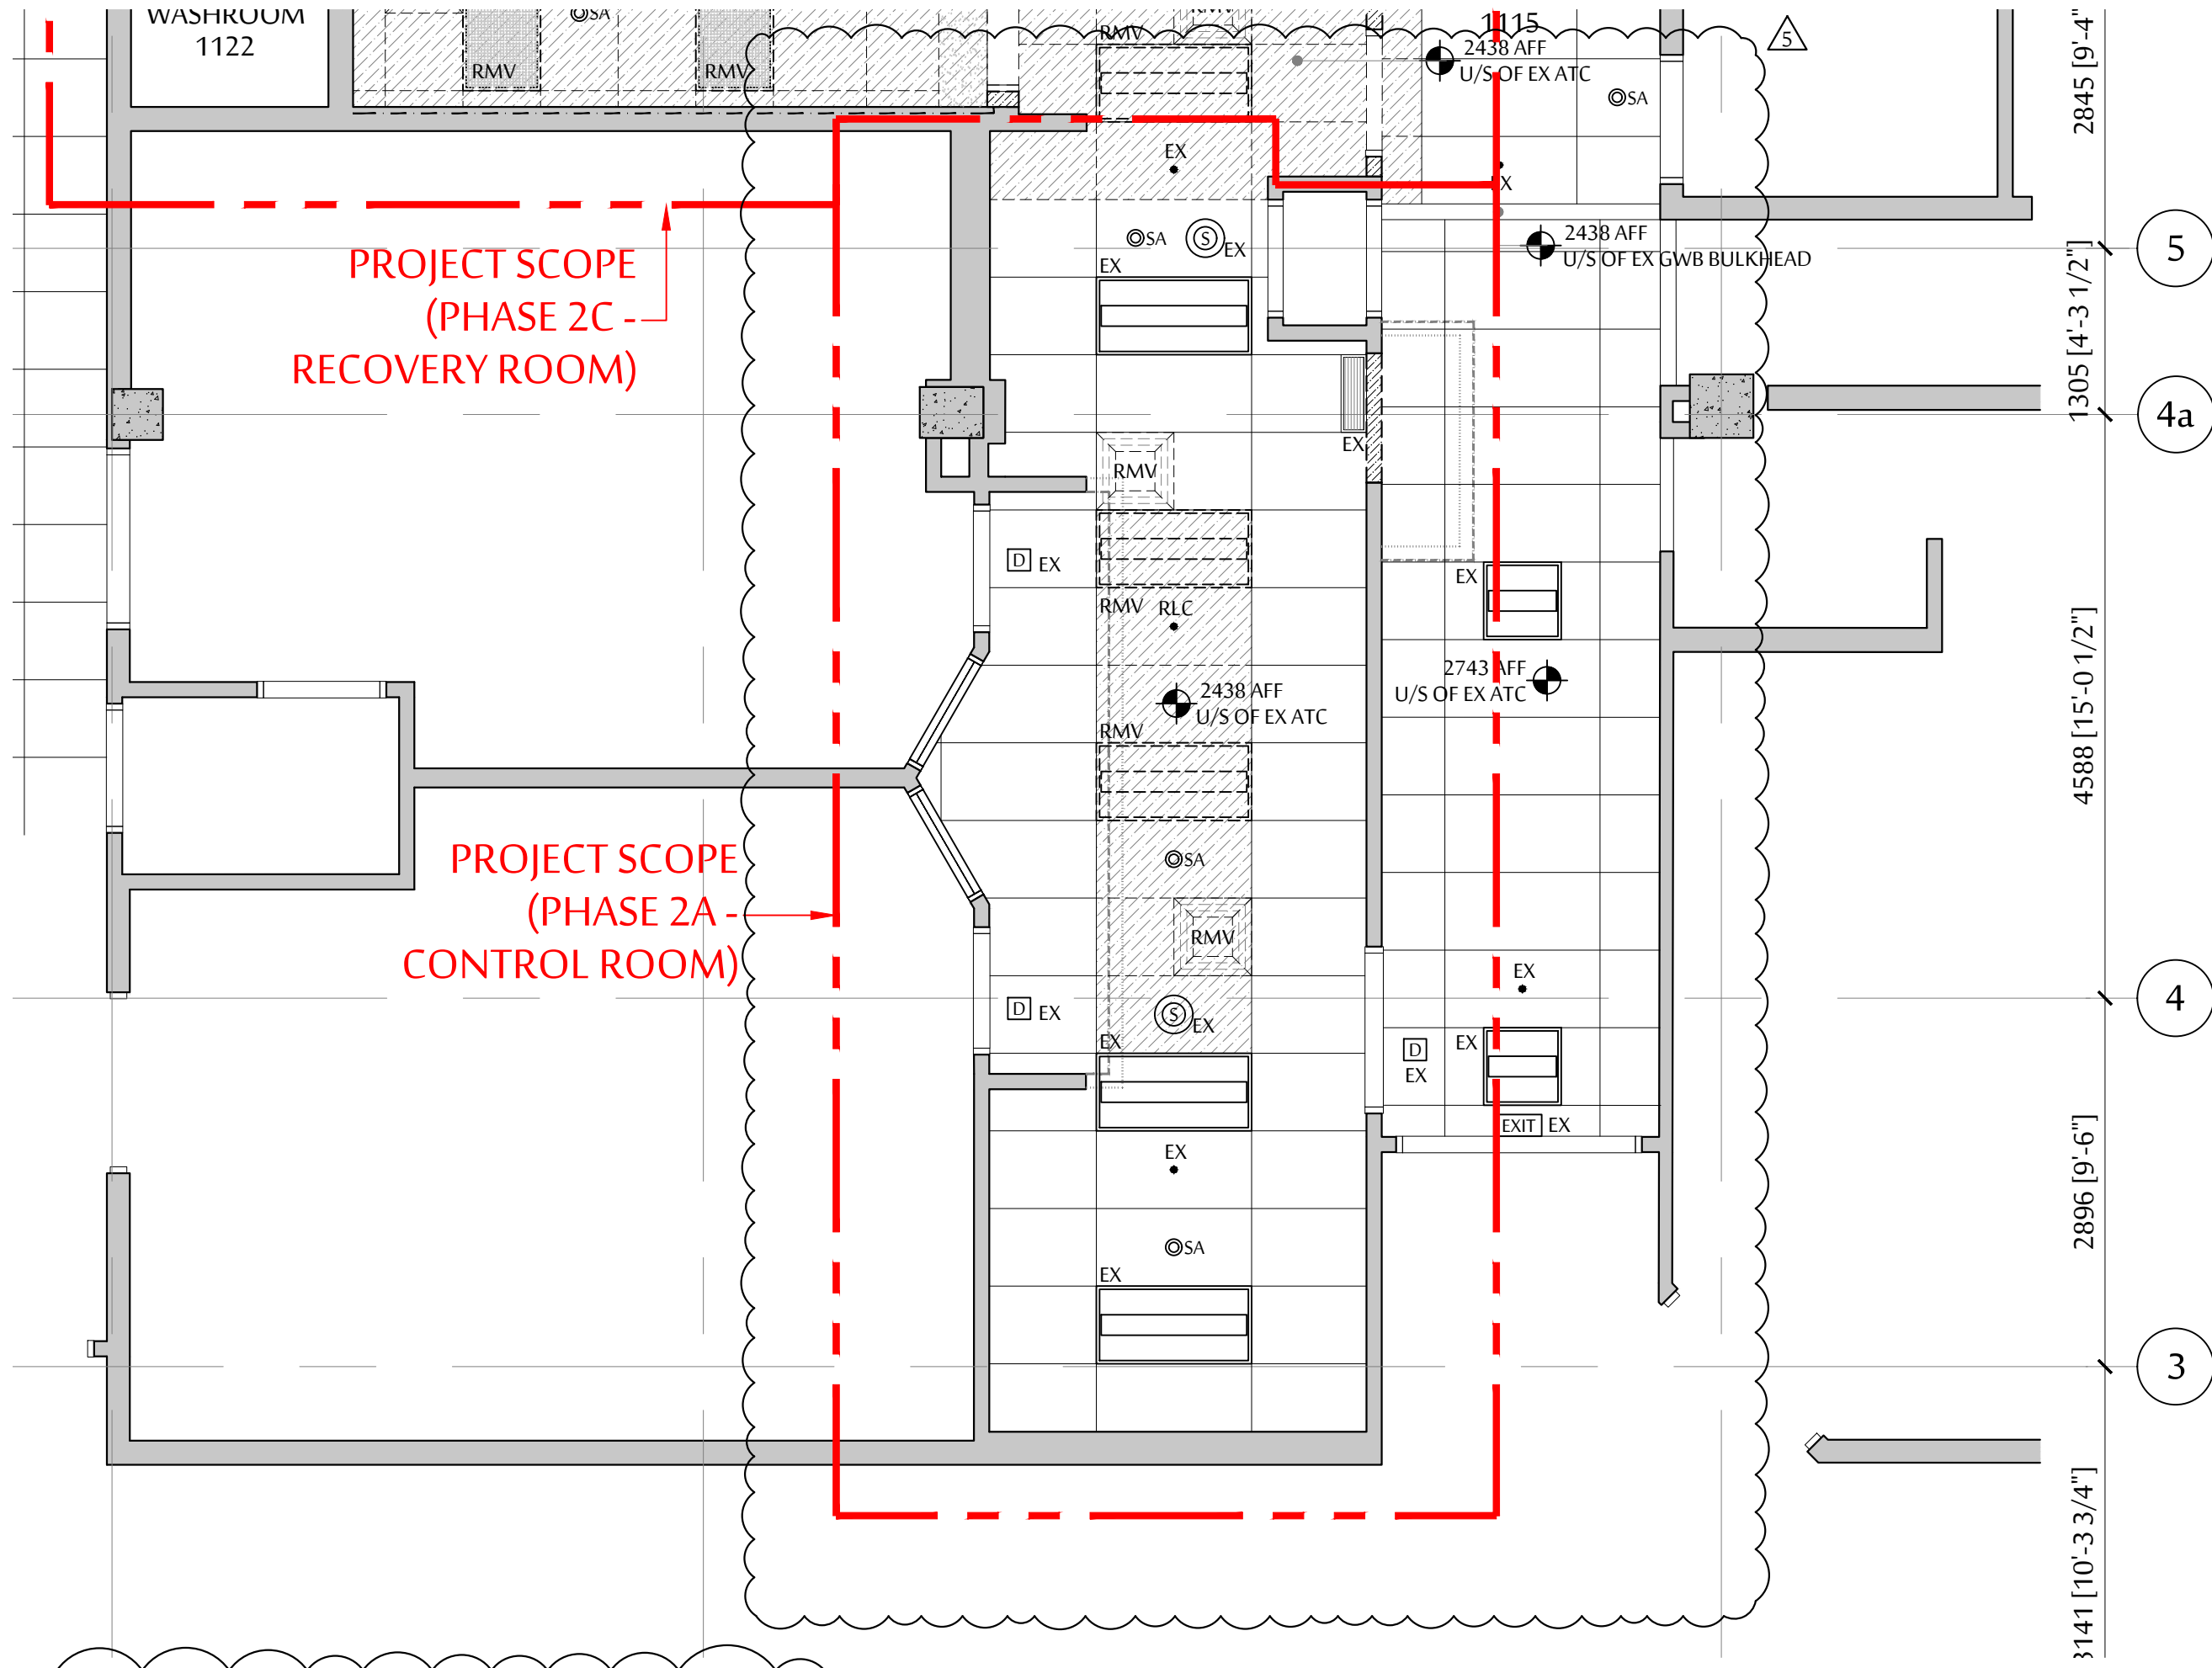 WASHROOM
1122
SA
RMV
RMV
RMV
RMV
1115
2438 AFF
U/S OF EX ATC
5
SA
2845 [9'-4"
EX
EX
SA
S
EX
EX
2438 AFF
U/S OF EX GWB BULKHEAD
5
PROJECT SCOPE
(PHASE 2C -
RECOVERY ROOM)
1305 [4'-3 1/2"]
4a
EX
RMV
D
EX
EX
RMV
RLC
2743 AFF
U/S OF EX ATC
2438 AFF
U/S OF EX ATC
4588 [15'-0 1/2"]
RMV
PROJECT SCOPE
(PHASE 2A -
CONTROL ROOM)
SA
RMV
EX
4
D
EX
S
EX
EX
D
EX
EX
EXIT
EX
2896 [9'-6"]
EX
SA
EX
3
3141 [10'-3 3/4"]